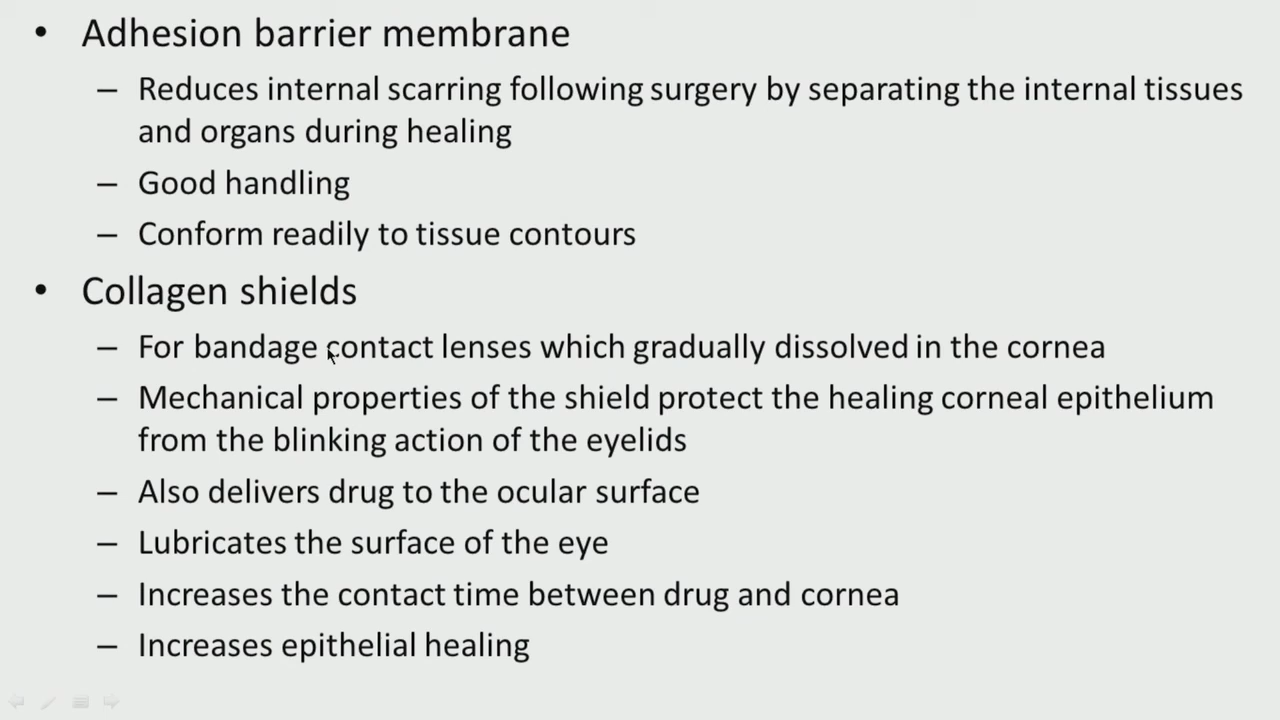 • Adhesion barrier membrane
– Reduces internal scarring following surgery by separating the internal tissues
and organs during healing
– Good handling
– Conform readily to tissue contours
• Collagen shields
– For bandage contact lenses which gradually dissolved in the cornea
– Mechanical properties of the shield protect the healing corneal epithelium
from the blinking action of the eyelids
– Also delivers drug to the ocular surface
– Lubricates the surface of the eye
– Increases the contact time between drug and cornea
– Increases epithelial healing